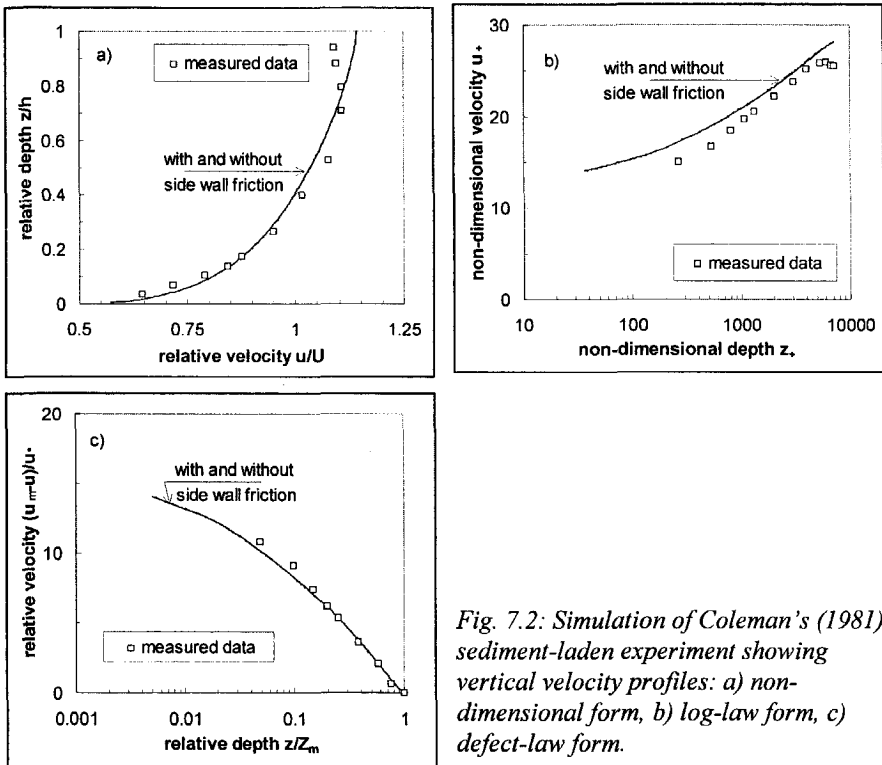 a)
measured data
with and without
side wall friction
relative depth z/h
1
0.8
0.6
0.4
0.2
0
0.5
0.75
1
1.25
relative velocity u/U
b)
with and without
side wall friction
measured data
non-dimensional velocity u₊
30
20
10
0
10
100
1000
10000
non-dimensional depth z₊
c)
with and without
side wall friction
measured data
relative velocity (uₘ-u)/u*
20
10
0
0.001
0.01
0.1
1
relative depth z/Zₘ
Fig. 7.2: Simulation of Coleman's (1981)
sediment-laden experiment showing
vertical velocity profiles: a) non-
dimensional form, b) log-law form, c)
defect-law form.